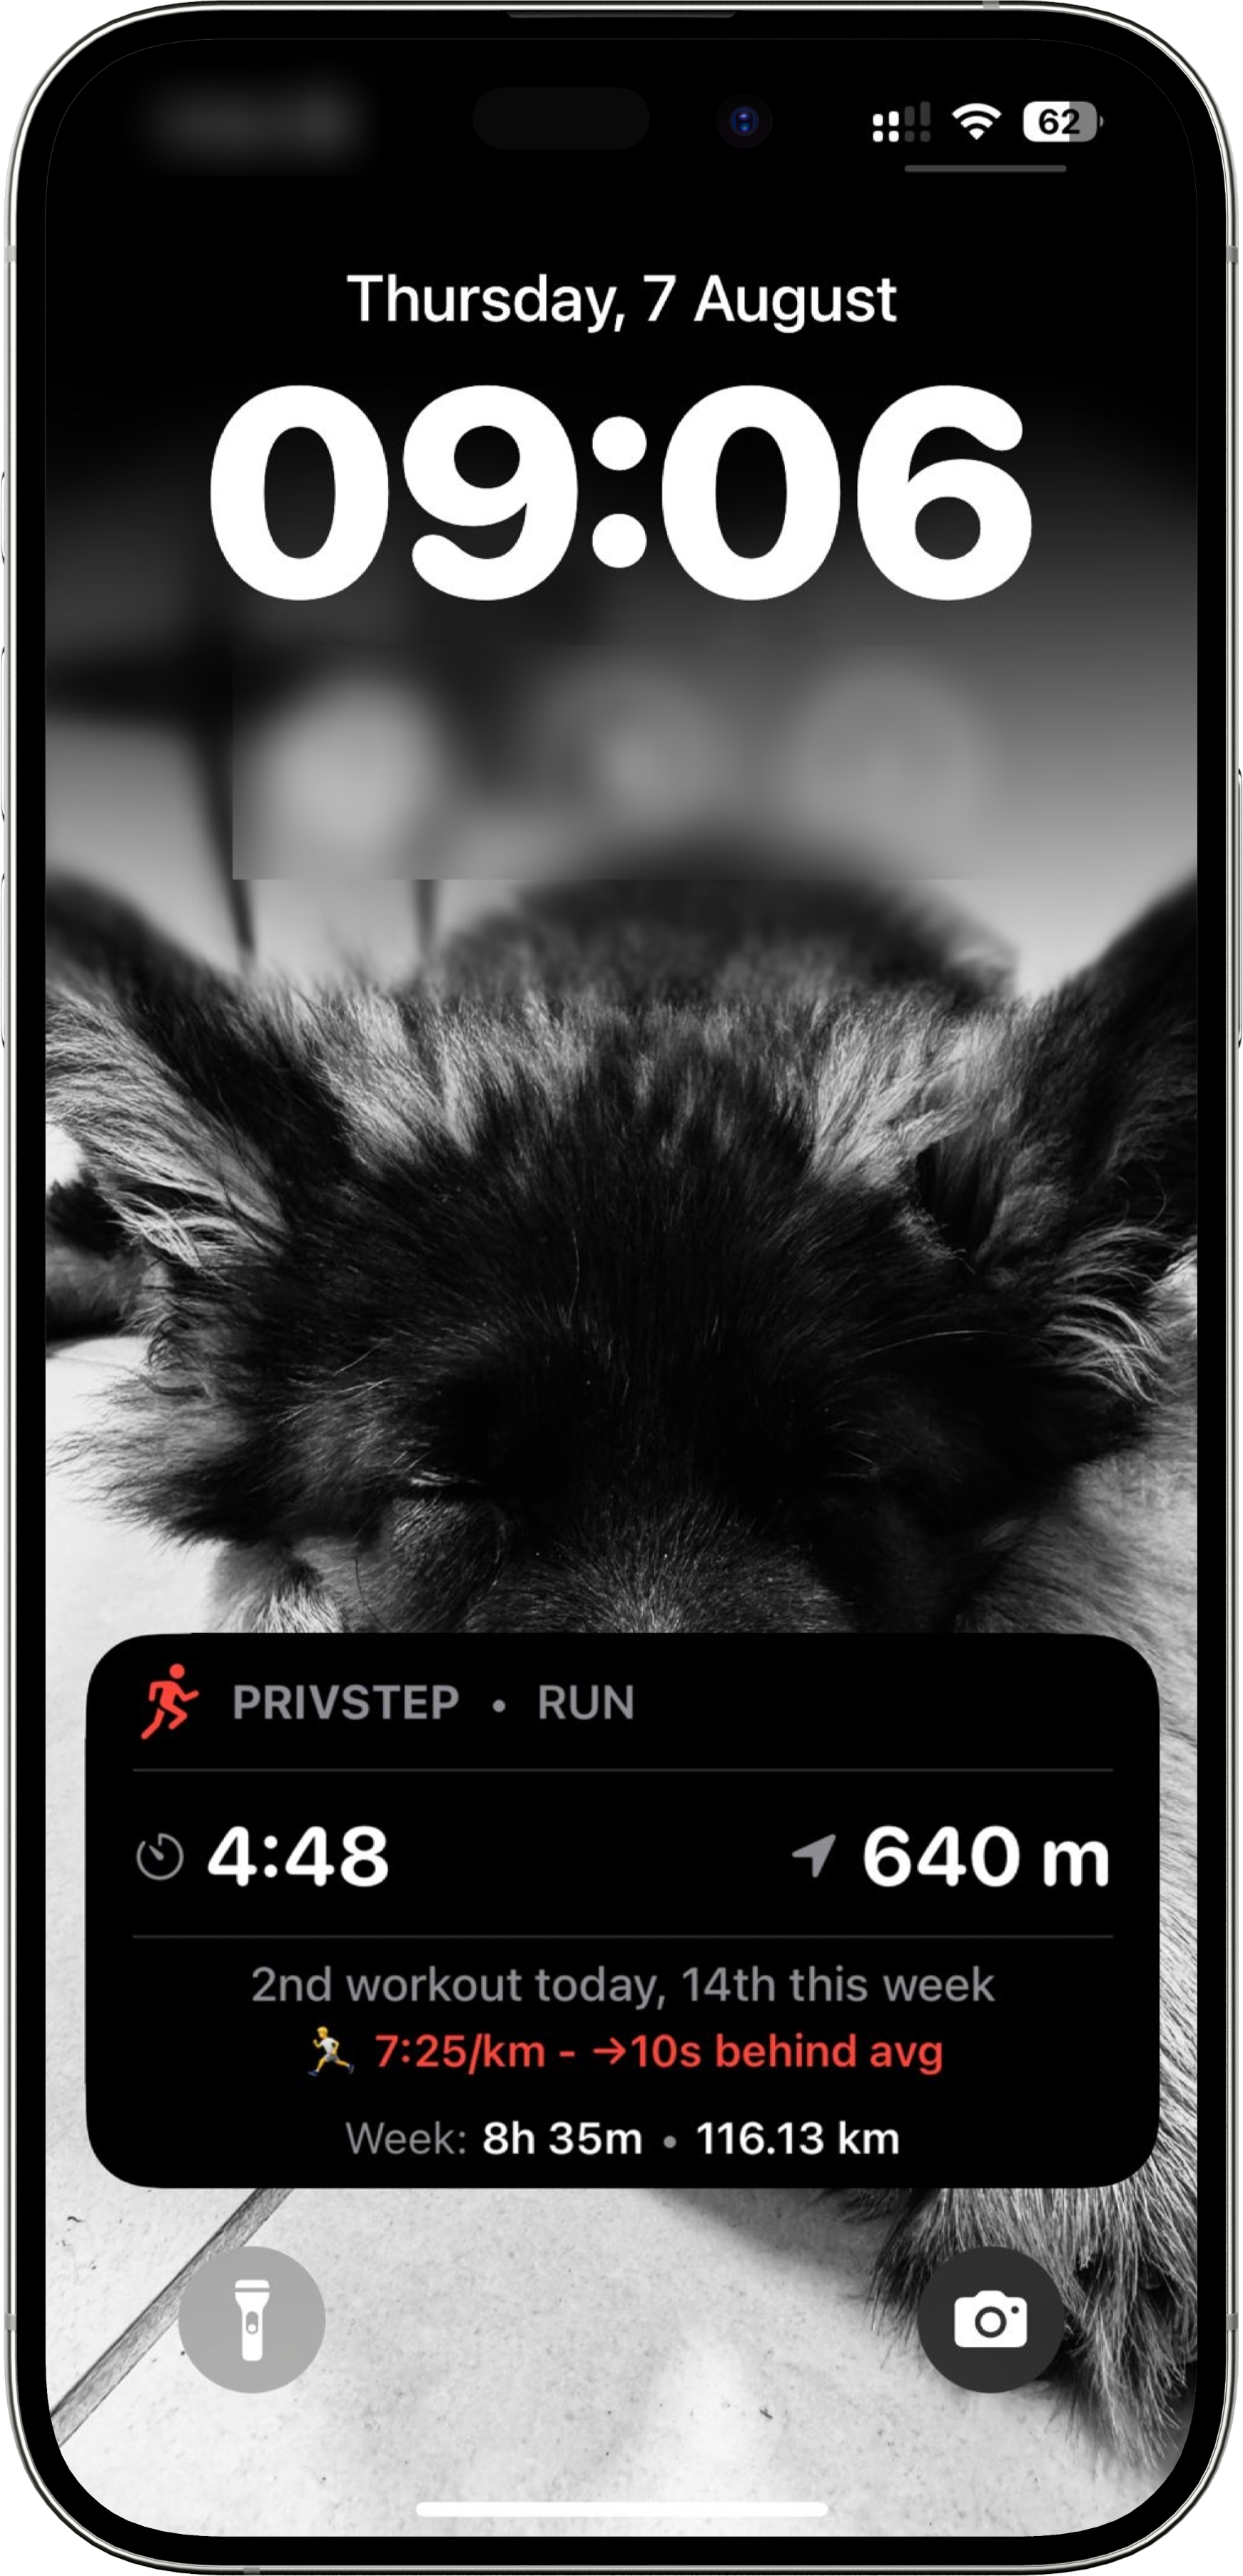 62
Thursday, 7 August
09:06
PRIVSTEP • RUN
4:48 640 m
2nd workout today, 14th this week
7:25/km - →10s behind avg
Week: 8h 35m • 116.13 km